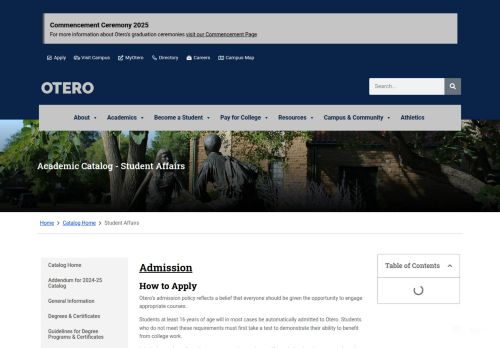 Commencement Ceremony 2025
For more information about Otero's graduation ceremonies visit our Commencement Page
Apply Visit Campus MyOtero Directory Careers Campus Map
OTERO
Search...
About Academics Become a Student Pay for College Resources Campus & Community Athletics
Academic Catalog - Student Affairs
Home Catalog Home Student Affairs
Catalog Home
Addendum for 2024-25
Catalog
General Information
Degrees & Certificates
Guidelines for Degree
Programs & Certificates
Admission
How to Apply
Otero's admission policy reflects a belief that everyone should be given the opportunity to engage
appropriate courses.
Students at least 16 years of age will in most cases be automatically admitted to Otero. Students
who do not meet these requirements must first take a test to demonstrate their ability to benefit
from college work.
Table of Contents